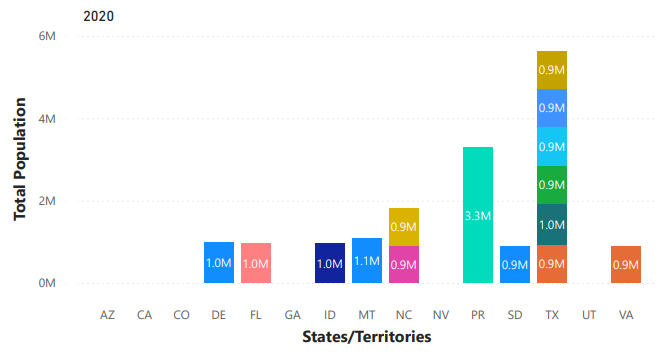 2020
6M
4M
2M
0M
Total Population
1.0M
1.0M
1.0M
1.1M
0.9M
0.9M
3.3M
0.9M
0.9M
0.9M
0.9M
0.9M
1.0M
0.9M
0.9M
AZ CA CO DE FL GA ID MT NC NV PR SD TX UT VA
States/Territories